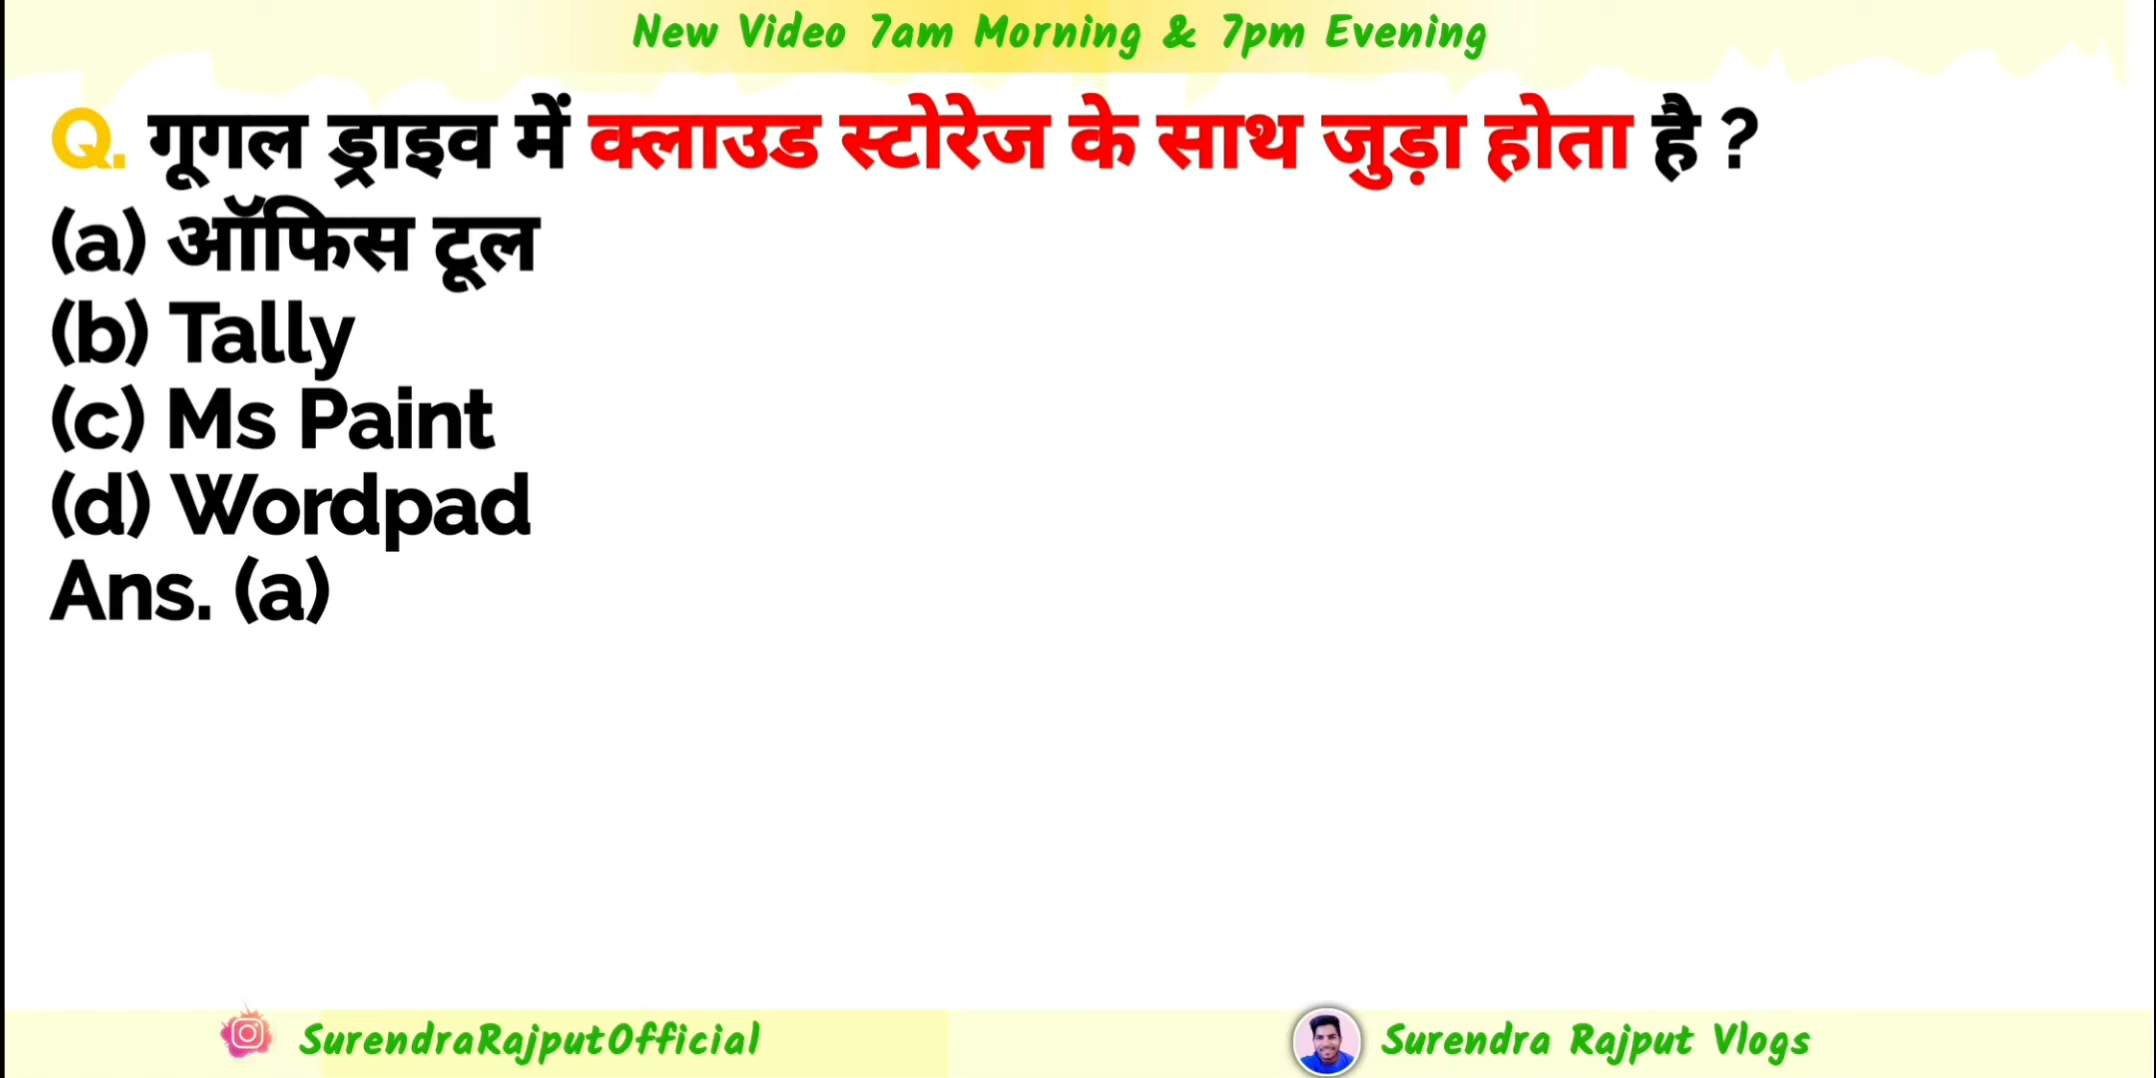 New Video 7am Morning & 7pm Evening
Q. गूगल ड्राइव में क्लाउड स्टोरेज के साथ जुड़ा होता है ?
(a) ऑफिस टूल
(b) Tally
(c) Ms Paint
(d) Wordpad
Ans. (a)
SurendraRajputOfficial
Surendra Rajput Vlogs